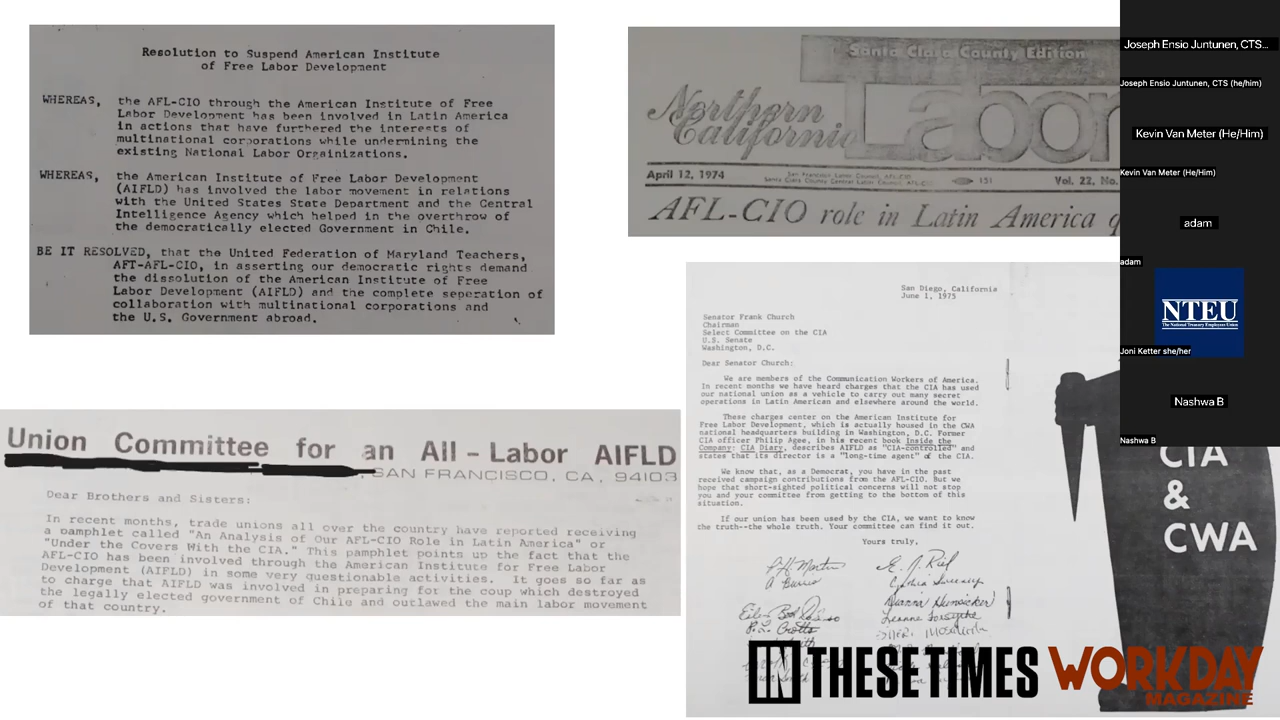 Resolution to Suspend American Institute
of Free Labor Development
WHEREAS, the AFL-CIO through the American Institute of Free
Labor Development has been involved in Latin America
in actions that have furthered the interests of
multinational corporations while undermining the
existing National Labor Orgainizations.
WHEREAS, the American Institute of Free Labor Development
(AIFLD) has involved the labor movement in relations
with the United States State Department and the Central
Intelligence Agency which helped in the overthrow of
the democratically elected Government in Chile.
BE IT RESOLVED, that the United Federation of Maryland Teachers,
AFT-AFL-CIO, in asserting our democratic rights demand
the dissolution of the American Institute of Free
Labor Development (AIFLD) and the complete seperation of
collaboration with multinational corporations and
the U.S. Government abroad.
Santa Clara County Edition
Northern
California
Labor
April 12, 1974
151
Vol. 22, No.
AFL-CIO role in Latin America q
Union Committee for an All-Labor AIFLD
SAN FRANCISCO, CA, 94103
Dear Brothers and Sisters:
In recent months, trade unions all over the country have reported receiving
a pamphlet called "An Analysis of Our AFL-CIO Role in Latin America" or
"Under the Covers With the CIA." This pamphlet points up the fact that the
AFL-CIO has been involved through the American Institute for Free Labor
Development (AIFLD) in some very questionable activities. It goes so far as
to charge that AIFLD was involved in preparing for the coup which destroyed
the legally elected government of Chile and outlawed the main labor movement
of that country.
San Diego, California
June 1, 1975
Senator Frank Church
Chairman
Select Committee on the CIA
U.S. Senate
Washington, D.C.
Dear Senator Church:
We are members of the Communication Workers of America.
In recent months we have heard charges that the CIA has used
our national union as a vehicle to carry out many secret
operations in Latin American and elsewhere around the world.
These charges center on the American Institute for
Free Labor Development, which is actually housed in the CWA
national headquarters building in Washington, D.C. Former
CIA officer Philip Agee, in his recent book Inside the
Company: CIA Diary, describes AIFLD as "CIA-controlled" and
states that its director is a "long-time agent" of the CIA.
We know that, as a Democrat, you have in the past
received campaign contributions from the AFL-CIO. But we
hope that short-sighted political concerns will not stop
you and your committee from getting to the bottom of this
situation.
If our union has been used by the CIA, we want to know
the truth--the whole truth. Your committee can find it out.
Yours truly,
CIA
&
CWA
IN THESE TIMES
WORKDAY
MAGAZINE
Joseph Ensio Juntunen, CTS...
Joseph Ensio Juntunen, CTS (he/him)
Kevin Van Meter (He/Him)
Kevin Van Meter (He/Him)
adam
adam
NTEU
The National Treasury Employees Union
Joni Ketter she/her
Nashwa B
Nashwa B